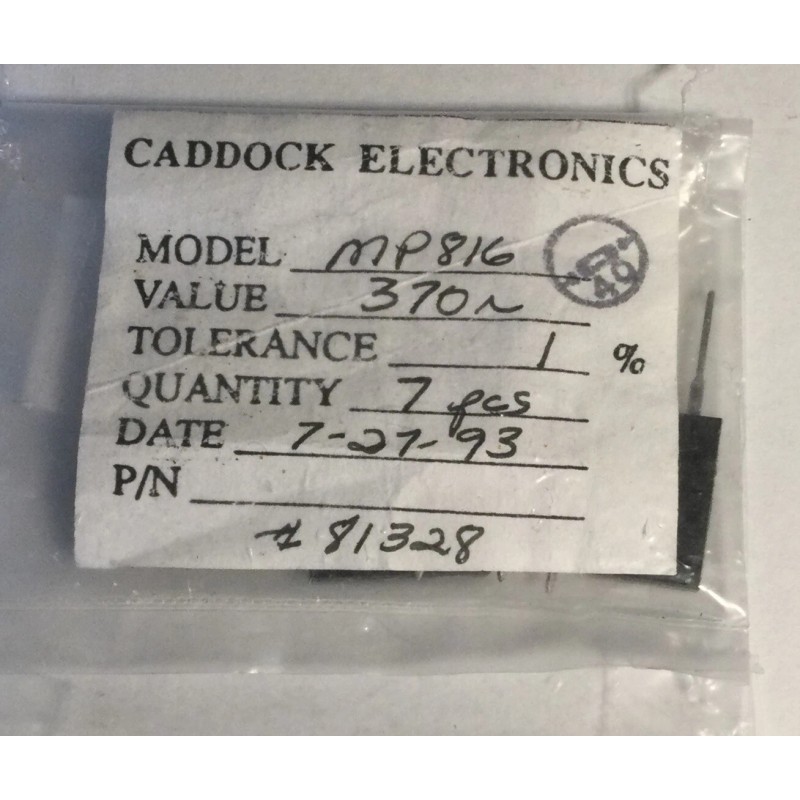 CADDOCK ELECTRONICS
MODEL MP816
VALUE 370Ω
TOLERANCE 1 %
QUANTITY 7 pcs
DATE 7-27-93
P/N
# 81328